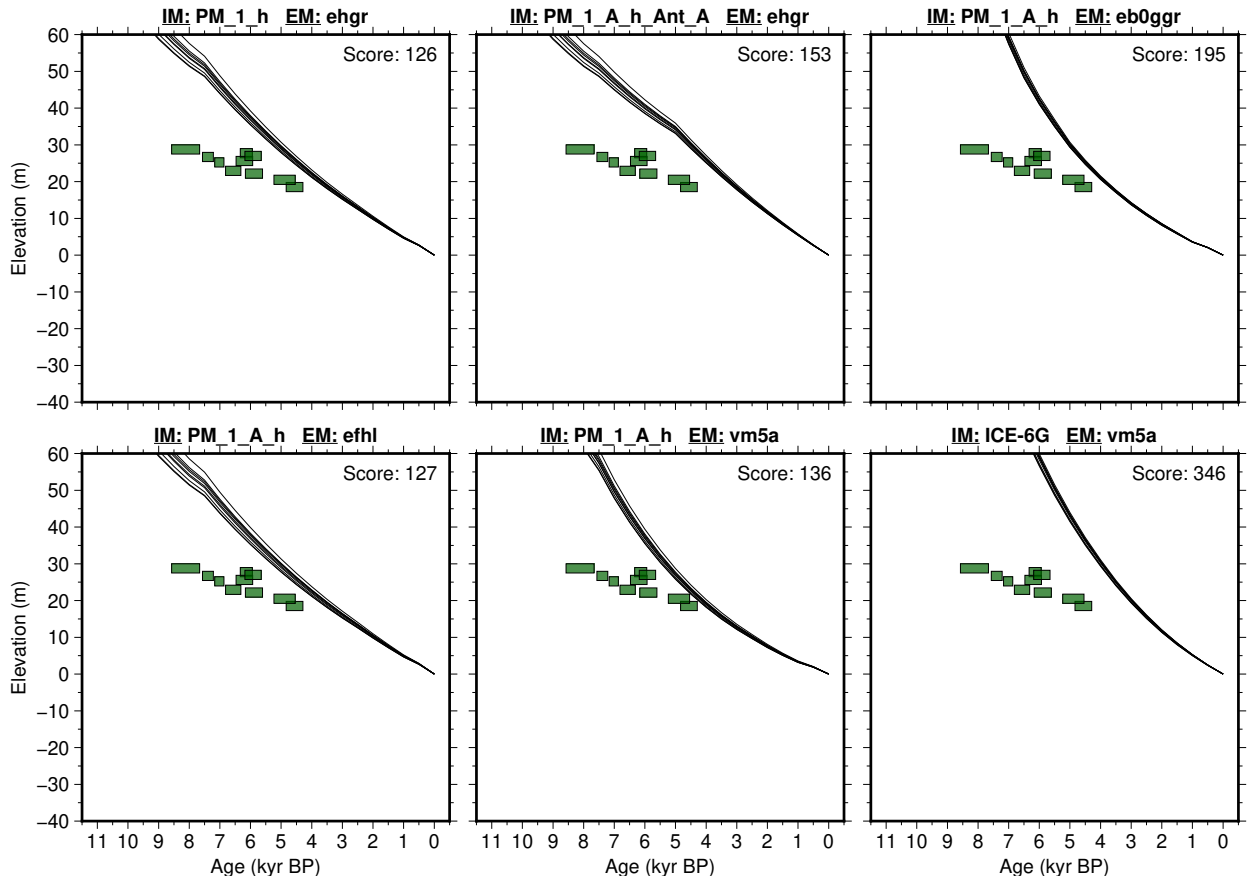 IM: PM_1_h EM: ehgr
IM: PM_1_A_h_Ant_A EM: ehgr
IM: PM_1_A_h EM: eb0ggr
Score: 126
Score: 153
Score: 195
Elevation (m)
60
50
40
30
20
10
0
−10
−20
−30
−40
IM: PM_1_A_h EM: efhl
IM: PM_1_A_h EM: vm5a
IM: ICE-6G EM: vm5a
Score: 127
Score: 136
Score: 346
Elevation (m)
60
50
40
30
20
10
0
−10
−20
−30
−40
11 10 9 8 7 6 5 4 3 2 1 0
11 10 9 8 7 6 5 4 3 2 1 0
11 10 9 8 7 6 5 4 3 2 1 0
Age (kyr BP)
Age (kyr BP)
Age (kyr BP)